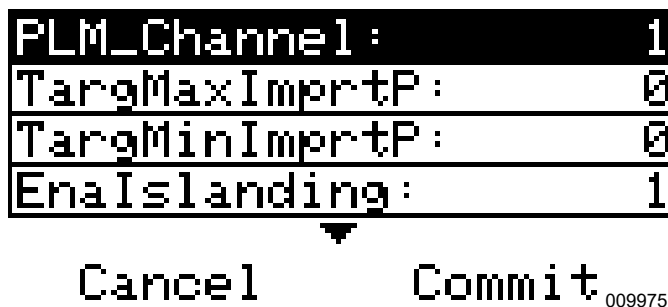 PLM_Channel: 1
TargMaxImprtP: 0
TargMinImprtP: 0
EnaIslanding: 1
Cancel Commit
009975